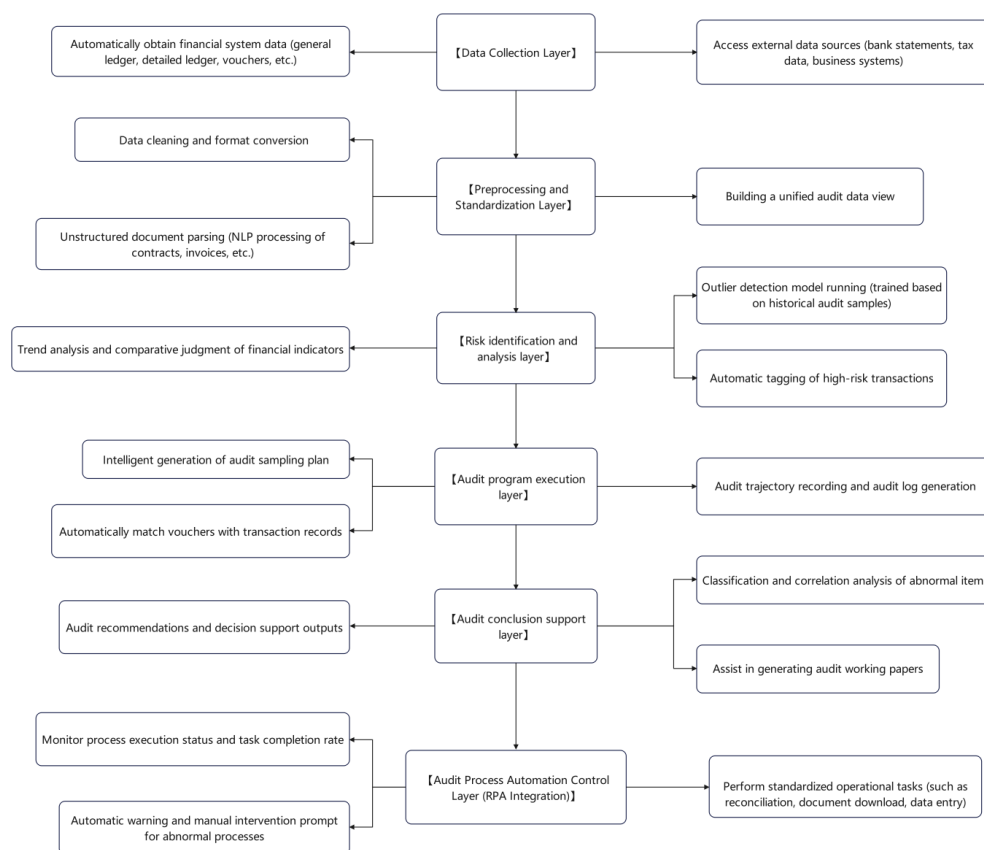 Automatically obtain financial system data (general
ledger, detailed ledger, vouchers, etc.)
【Data Collection Layer】
Access external data sources (bank statements, tax
data, business systems)
Data cleaning and format conversion
【Preprocessing and
Standardization Layer】
Building a unified audit data view
Unstructured document parsing (NLP processing of
contracts, invoices, etc.)
Outlier detection model running (trained based
on historical audit samples)
Trend analysis and comparative judgment of financial indicators
【Risk identification and
analysis layer】
Automatic tagging of high-risk transactions
Intelligent generation of audit sampling plan
【Audit program execution
layer】
Audit trajectory recording and audit log generation
Automatically match vouchers with transaction records
Classification and correlation analysis of abnormal item
Audit recommendations and decision support outputs
【Audit conclusion support
layer】
Assist in generating audit working papers
Monitor process execution status and task completion rate
【Audit Process Automation Control
Layer (RPA Integration)】
Perform standardized operational tasks (such as
reconciliation, document download, data entry)
Automatic warning and manual intervention prompt
for abnormal processes